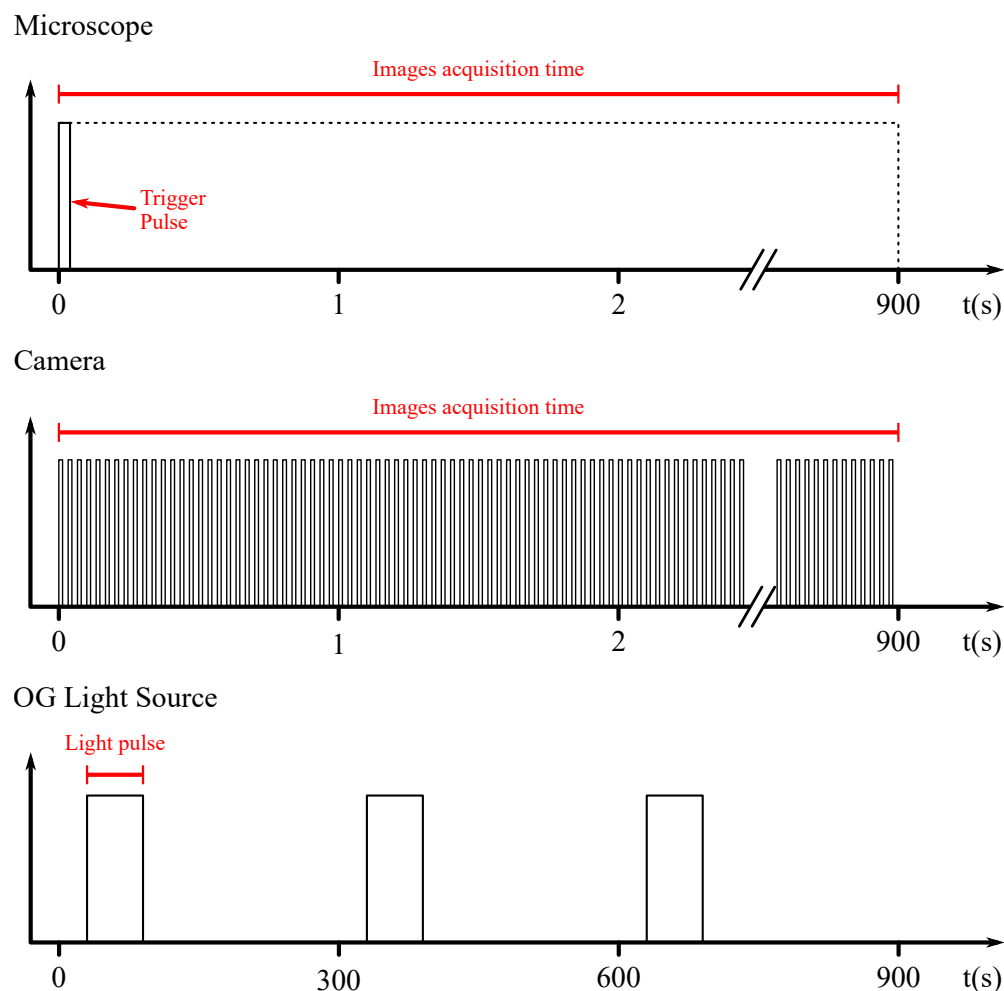 Microscope
Images acquisition time
Trigger
Pulse
0 1 2 900 t(s)
Camera
Images acquisition time
0 1 2 900 t(s)
OG Light Source
Light pulse
0 300 600 900 t(s)